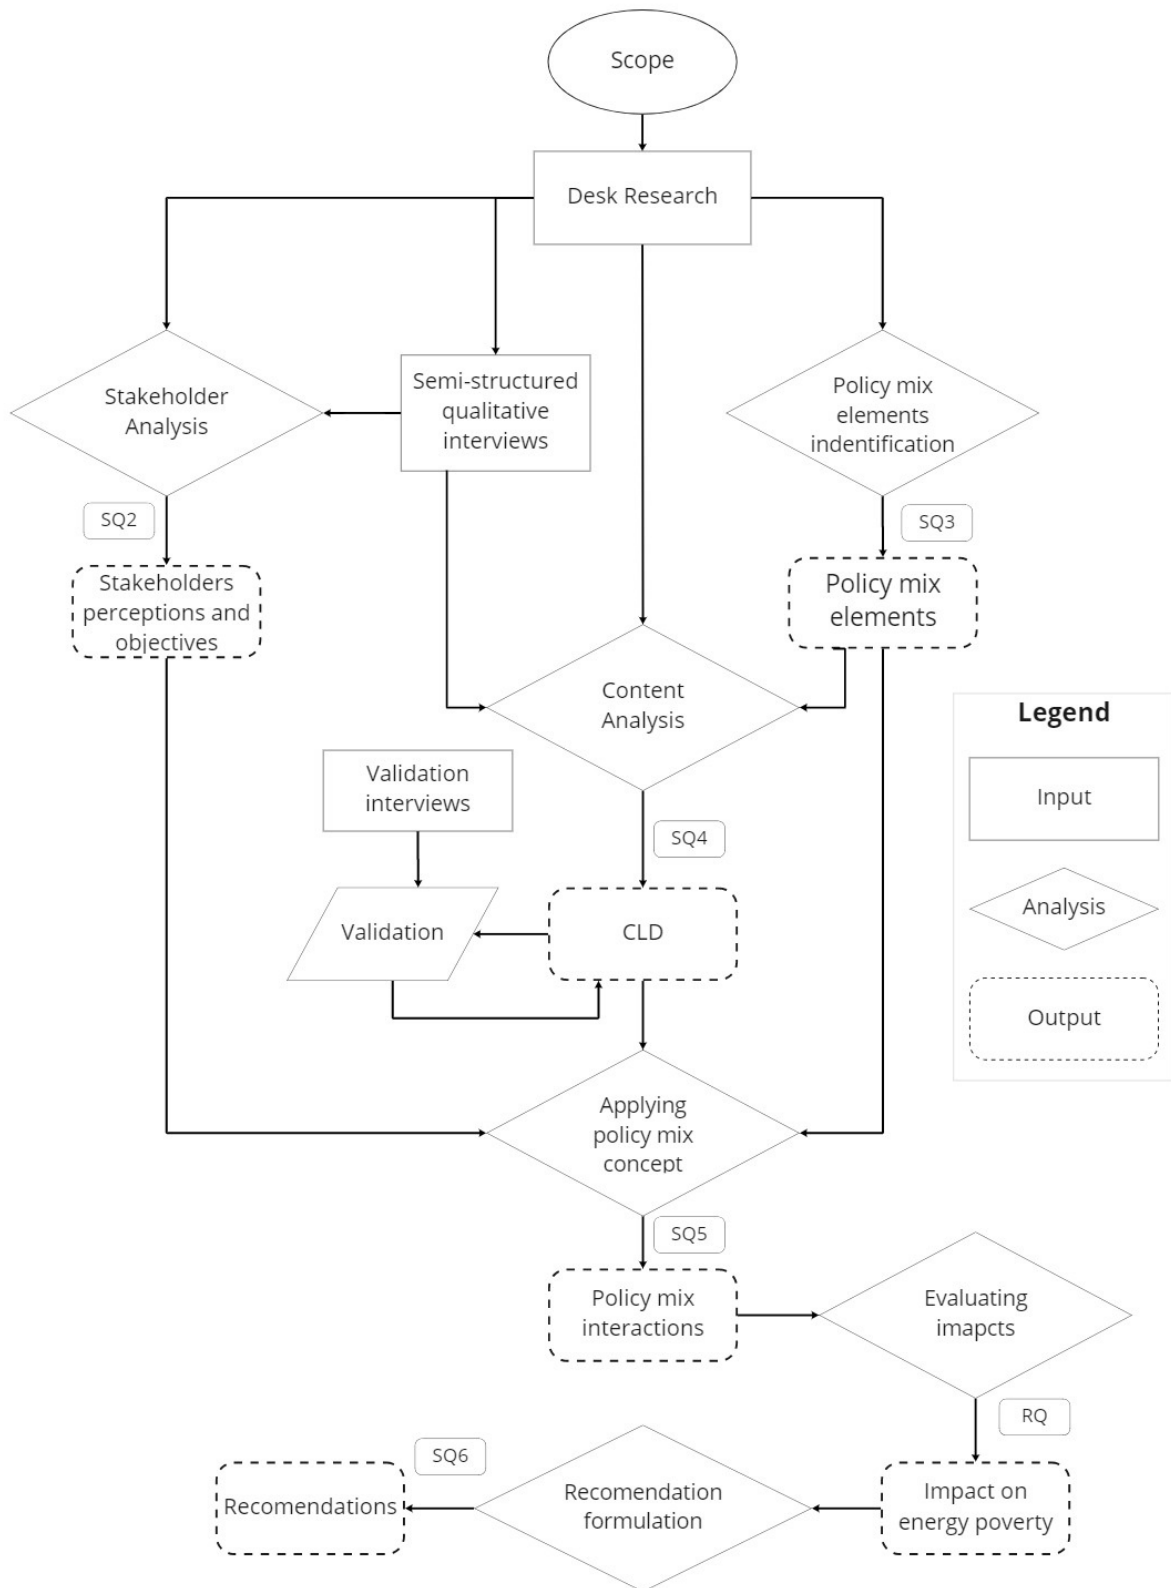 Scope
Desk Research
Stakeholder
Analysis
Semi-structured
qualitative
interviews
Policy mix
elements
indentification
SQ2
SQ3
Stakeholders
perceptions and
objectives
Policy mix
elements
Content
Analysis
Legend
Input
Analysis
Output
Validation
interviews
SQ4
Validation
CLD
Applying
policy mix
concept
SQ5
Policy mix
interactions
Evaluating
imapcts
RQ
SQ6
Recomendations
Recomendation
formulation
Impact on
energy poverty